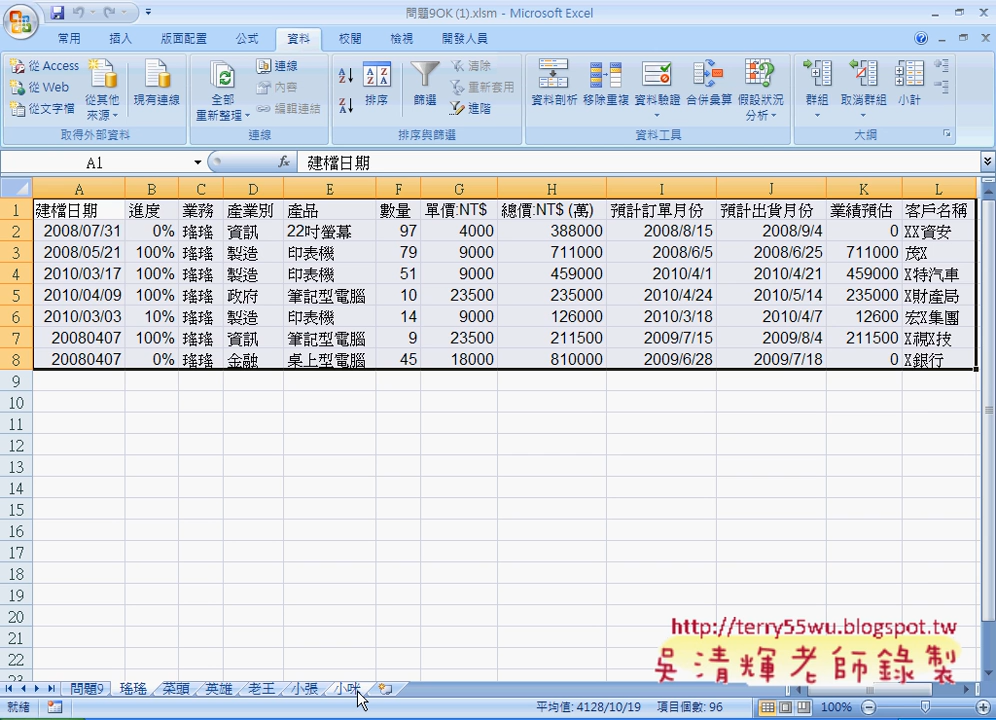 問題9OK (1).xlsm - Microsoft Excel
常用 插入 版面配置 公式 資料 校閱 檢視 開發人員
從 Access
從 Web
從文字檔
從其他
來源
現有連線
取得外部資料
全部
重新整理
連線
內容
編輯連結
連線
排序
篩選
清除
重新套用
進階
排序與篩選
資料剖析 移除重複 資料驗證 合併彙算 假設狀況
分析
資料工具
群組 取消群組 小計
大綱
A1 fx 建檔日期
A B C D E F G H I J K L
1 建檔日期 進度 業務 產業別 產品 數量 單價:NT$ 總價:NT$ (萬) 預計訂單月份 預計出貨月份 業績預估 客戶名稱
2 2008/07/31 0% 瑤瑤 資訊 22吋螢幕 97 4000 388000 2008/8/15 2008/9/4 0 XX資安
3 2008/05/21 100% 瑤瑤 製造 印表機 79 9000 711000 2008/6/5 2008/6/25 711000 茂X
4 2010/03/17 100% 瑤瑤 製造 印表機 51 9000 459000 2010/4/1 2010/4/21 459000 X特汽車
5 2010/04/09 100% 瑤瑤 政府 筆記型電腦 10 23500 235000 2010/4/24 2010/5/14 235000 X財產局
6 2010/03/03 10% 瑤瑤 製造 印表機 14 9000 126000 2010/3/18 2010/4/7 12600 宏X集團
7 20080407 100% 瑤瑤 資訊 筆記型電腦 9 23500 211500 2009/7/15 2009/8/4 211500 X視X技
8 20080407 0% 瑤瑤 金融 桌上型電腦 45 18000 810000 2009/6/28 2009/7/18 0 X銀行
9
10
11
12
13
14
15
16
17
18
19
20
21
22
http://terry55wu.blogspot.tw
吳清輝老師錄製
問題9 瑤瑤 菜頭 英雄 老王 小張 小咪
就緒 平均值: 4128/10/19 項目個數: 96 100%